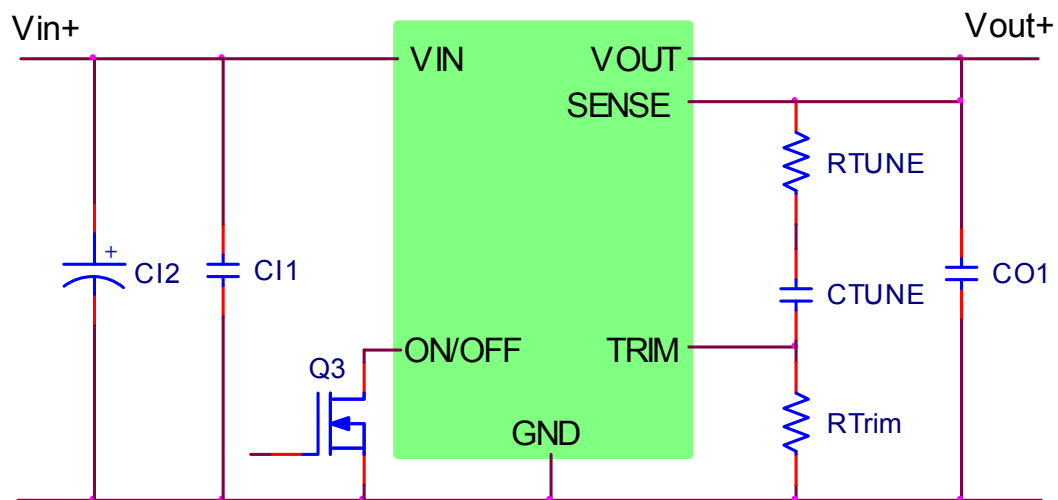 Vin+
Vout+
VIN
VOUT
SENSE
RTUNE
+
CI2
CI1
CTUNE
CO1
ON/OFF
TRIM
Q3
RTrim
GND